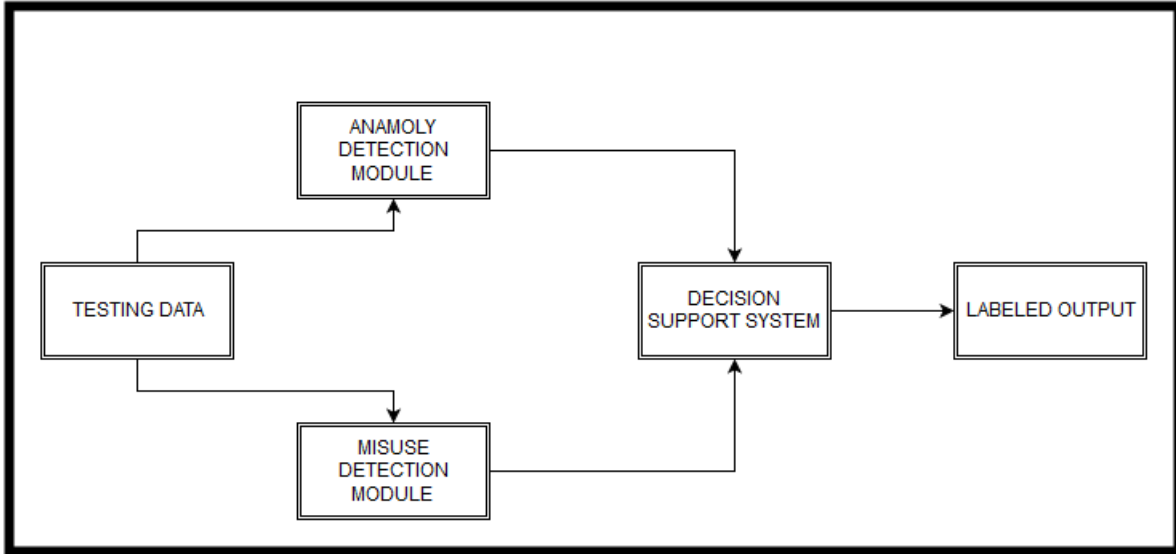 ANAMOLY
DETECTION
MODULE
TESTING DATA
DECISION
SUPPORT SYSTEM
LABELED OUTPUT
MISUSE
DETECTION
MODULE